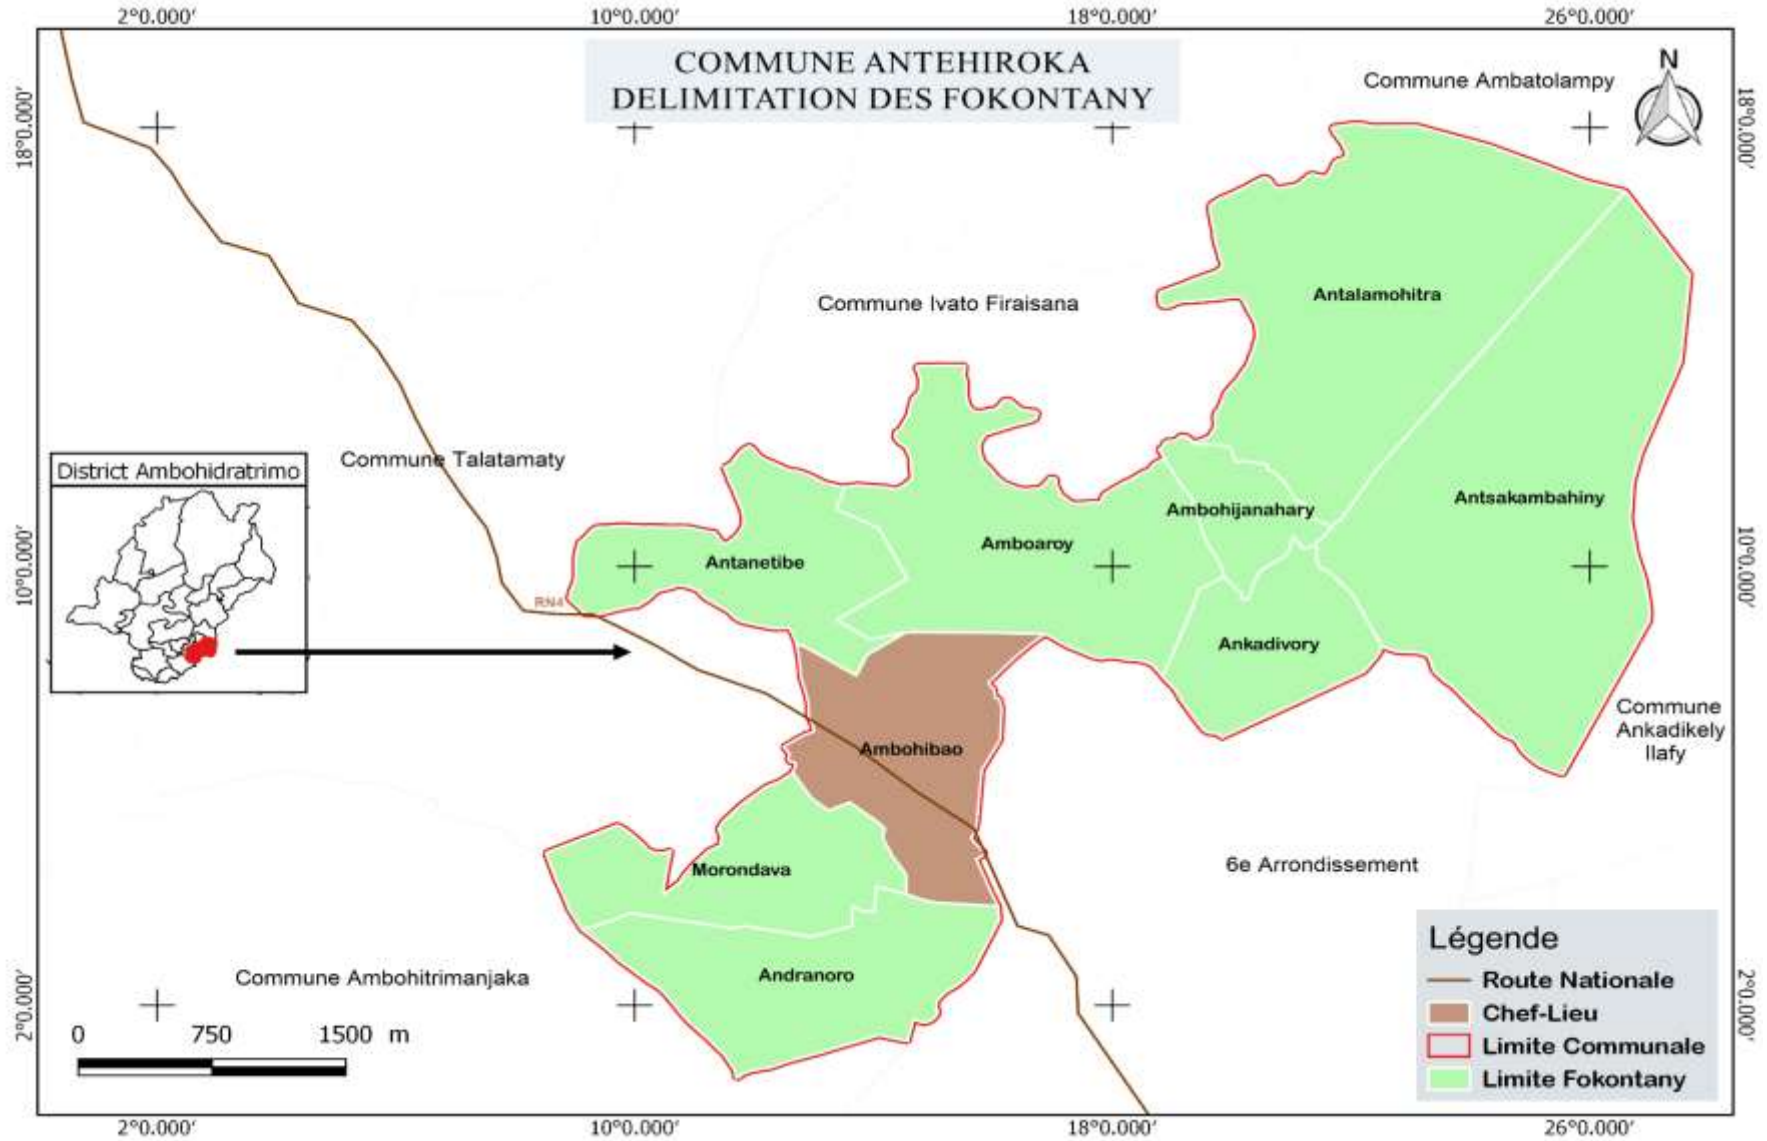 2°0.000′ 10°0.000′ 18°0.000′ 26°0.000′
COMMUNE ANTEHIROKA
DELIMITATION DES FOKONTANY
N
Commune Ambatolampy
18°0.000′
18°0.000′
Commune Ivato Firaisana
Antalamohitra
Commune Talatamaty
District Ambohidratrimo
Antsakambahiny
Ambohijanahary
Amboaroy
Antanetibe
10°0.000′
10°0.000′
RN4
Ankadivory
Commune
Ankadikely
Ilafy
Ambohibao
Morondava
6e Arrondissement
Andranoro
Commune Ambohitrimanjaka
2°0.000′
2°0.000′
0 750 1500 m
Légende
Route Nationale
Chef-Lieu
Limite Communale
Limite Fokontany
2°0.000′ 10°0.000′ 18°0.000′ 26°0.000′